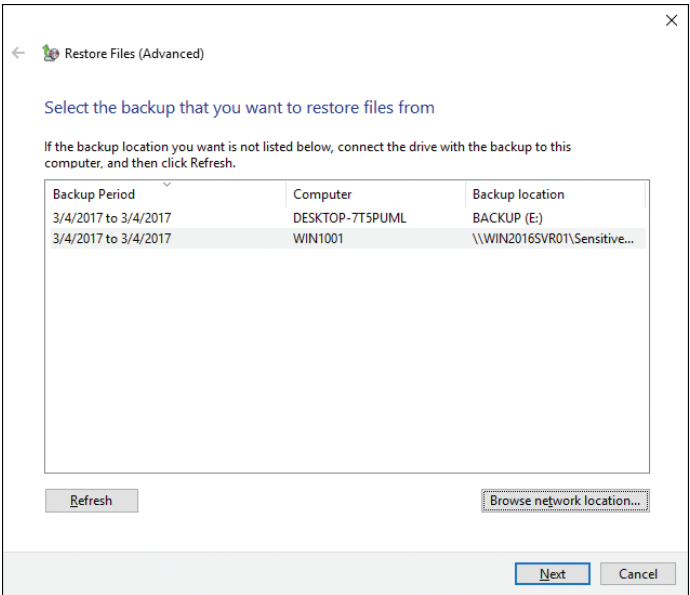 Restore Files (Advanced)
Select the backup that you want to restore files from
If the backup location you want is not listed below, connect the drive with the backup to this
computer, and then click Refresh.
Backup Period Computer Backup location
3/4/2017 to 3/4/2017 DESKTOP-7T5PUML BACKUP (E:)
3/4/2017 to 3/4/2017 WIN1001 \\WIN2016SVR01\Sensitive...
Refresh Browse network location...
Next Cancel